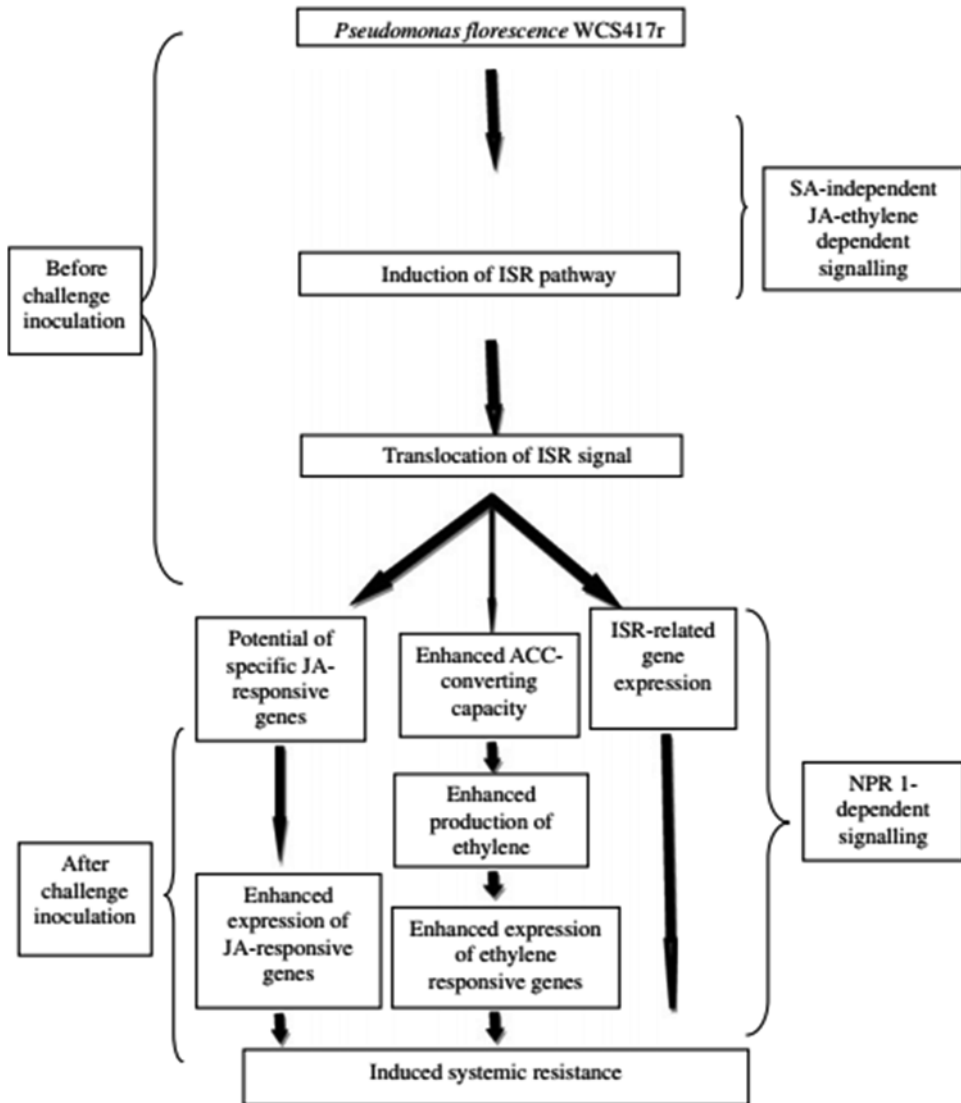 Pseudomonas florescence WCS417r
SA-independent
JA-ethylene
dependent
signalling
Before
challenge
inoculation
Induction of ISR pathway
Translocation of ISR signal
Potential of
specific JA-
responsive
genes
Enhanced ACC-
converting
capacity
ISR-related
gene
expression
Enhanced
production of
ethylene
NPR 1-
dependent
signalling
After
challenge
inoculation
Enhanced
expression of
JA-responsive
genes
Enhanced expression
of ethylene
responsive genes
Induced systemic resistance